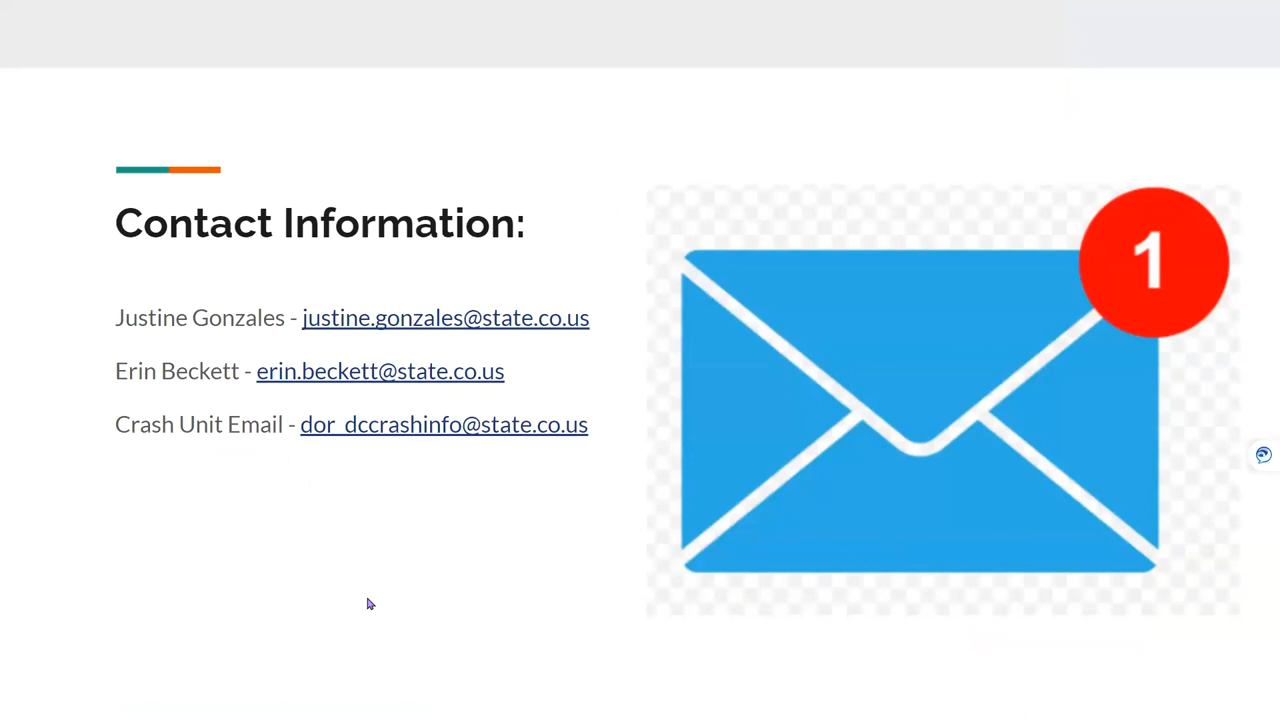 Contact Information:
Justine Gonzales - justine.gonzales@state.co.us
Erin Beckett - erin.beckett@state.co.us
Crash Unit Email - dor_dccrashinfo@state.co.us
1